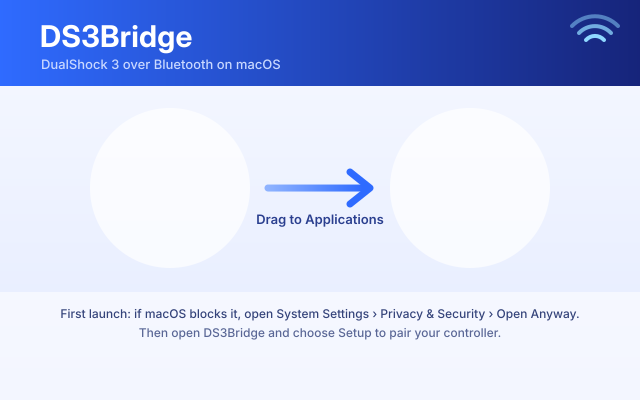 DS3Bridge
DualShock 3 over Bluetooth on macOS
Drag to Applications
First launch: if macOS blocks it, open System Settings › Privacy & Security › Open Anyway.
Then open DS3Bridge and choose Setup to pair your controller.